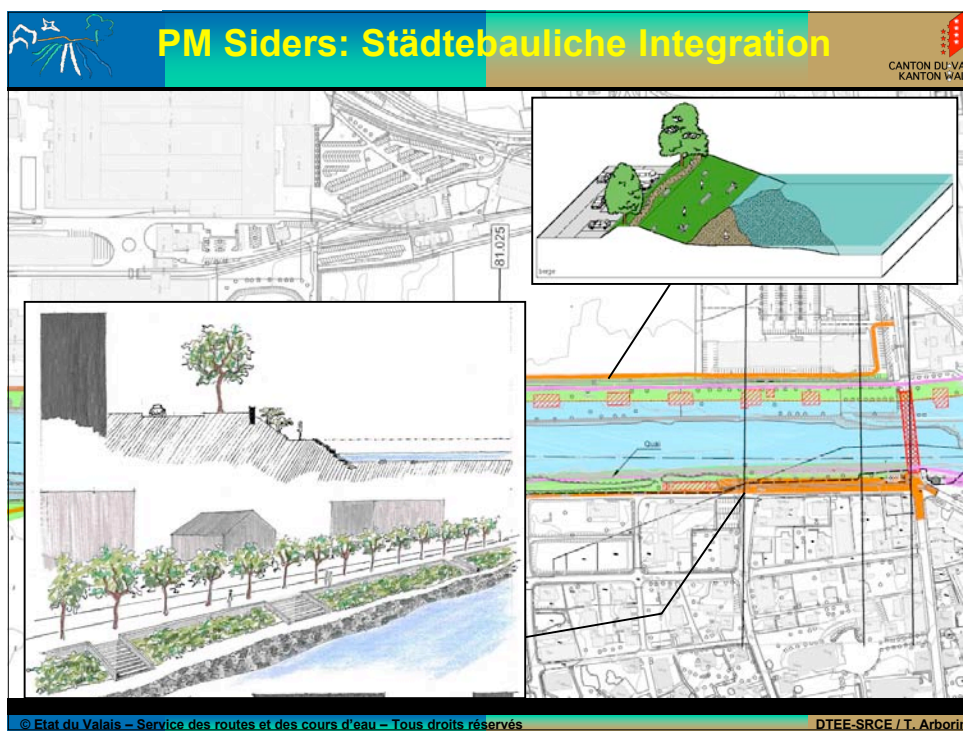 PM Siders: Städtebauliche Integration
CANTON DU VA
KANTON WAL
berge
81.025
Quai
© Etat du Valais – Service des routes et des cours d'eau – Tous droits réservés
DTEE-SRCE / T. Arborin